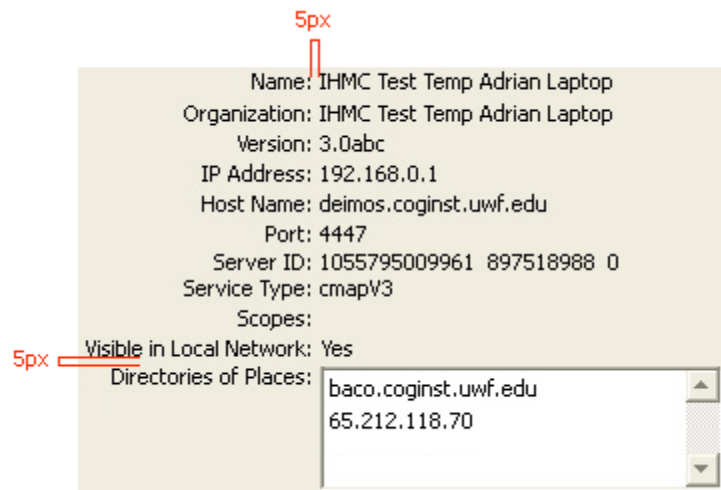 5px
Name: IHMC Test Temp Adrian Laptop
Organization: IHMC Test Temp Adrian Laptop
Version: 3.0abc
IP Address: 192.168.0.1
Host Name: deimos.coginst.uwf.edu
Port: 4447
Server ID: 1055795009961 897518988 0
Service Type: cmapV3
Scopes:
5px Visible in Local Network: Yes
Directories of Places: baco.coginst.uwf.edu
65.212.118.70